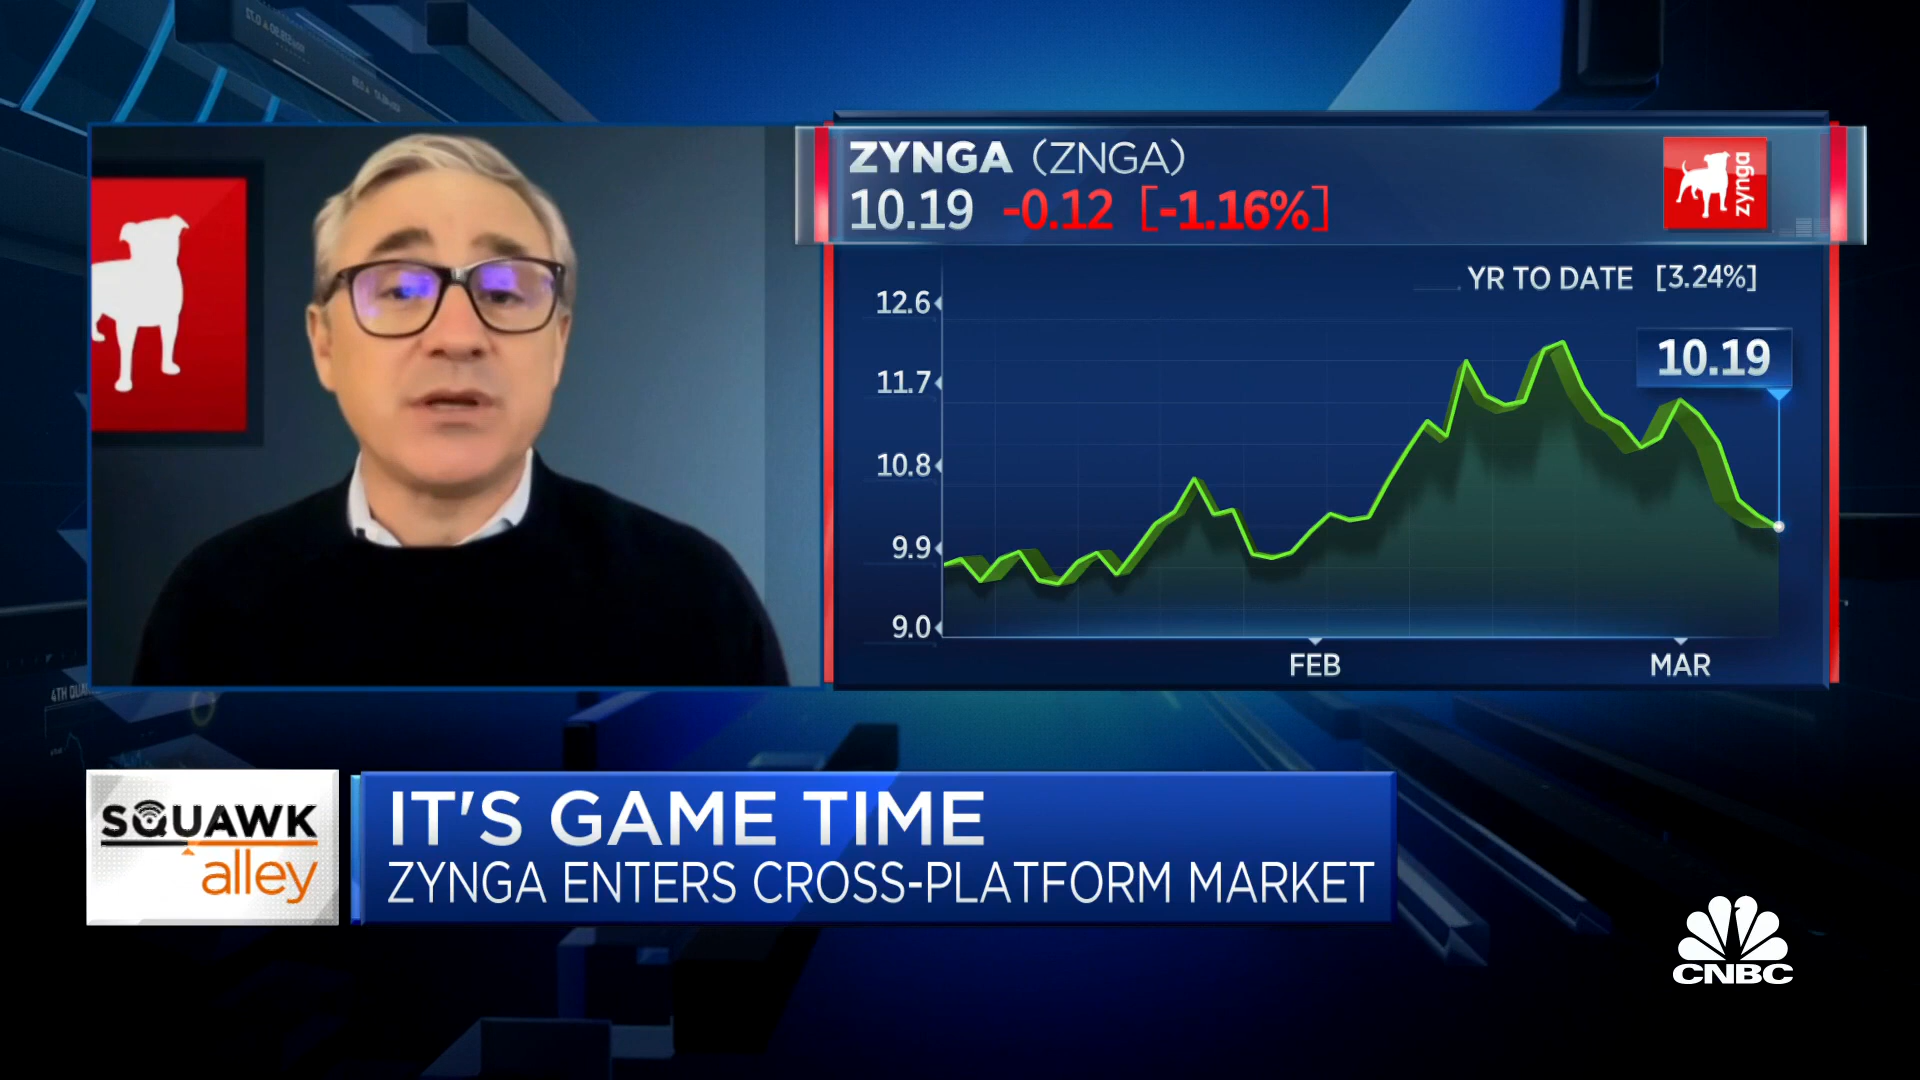 ZYNGA (ZNGA)
10.19 -0.12 [-1.16%]
zynga
YR TO DATE [3.24%]
12.6
11.7
10.8
9.9
9.0
10.19
FEB
MAR
4TH
SQUAWK
alley
IT'S GAME TIME
ZYNGA ENTERS CROSS-PLATFORM MARKET
CNBC